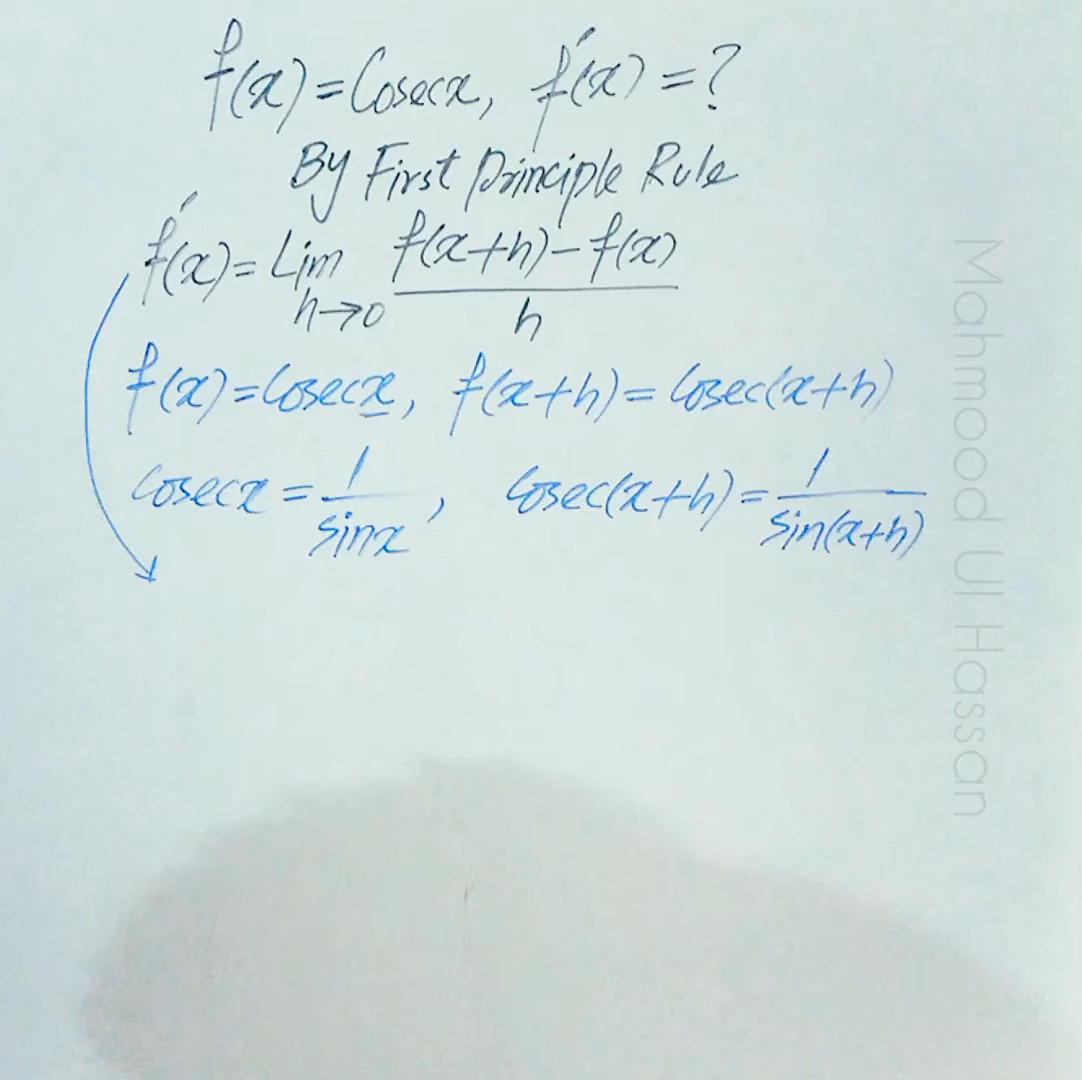 f(x) = Cosecx, f'(x) = ?
By First Principle Rule
f'(x) = Lim h→0 f(x+h) - f(x) / h
f(x) = Cosecx, f(x+h) = Cosec(x+h)
Cosecx = 1 / sinx, Cosec(x+h) = 1 / Sin(x+h)
Mahmood Ul Hassan